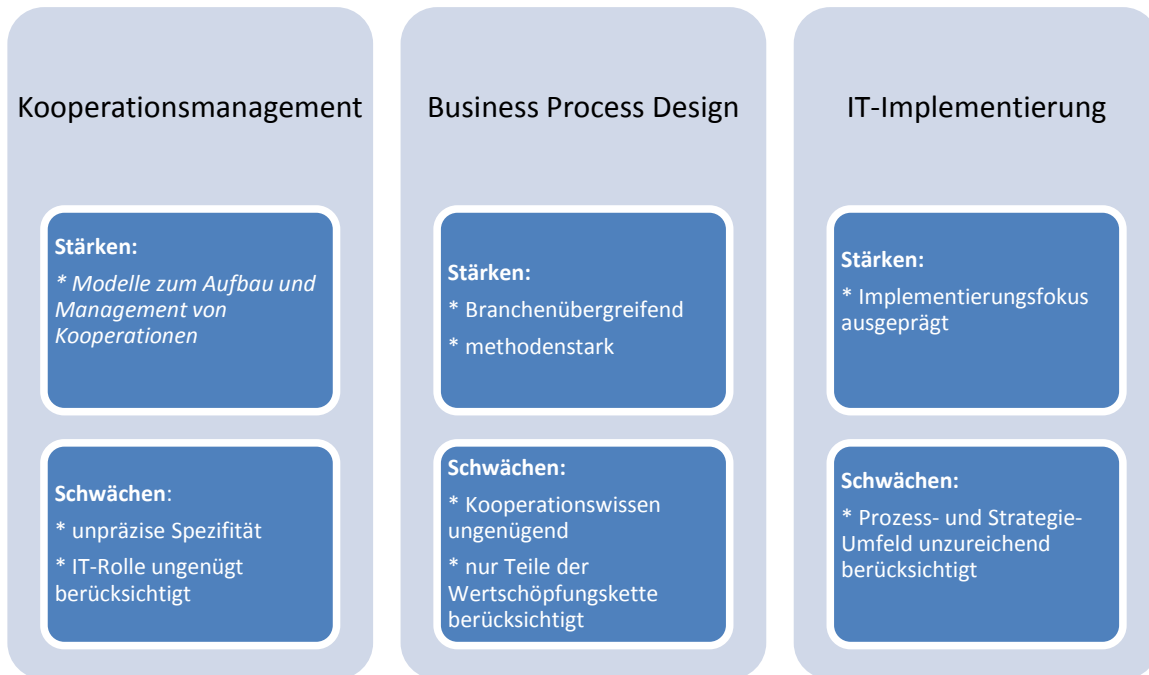 Kooperationsmanagement
Stärken:
* Modelle zum Aufbau und
Management von
Kooperationen
Schwächen:
* unpräzise Spezifität
* IT-Rolle ungenügt
berücksichtigt
Business Process Design
Stärken:
* Branchenübergreifend
* methodenstark
Schwächen:
* Kooperationswissen
ungenügend
* nur Teile der
Wertschöpfungskette
berücksichtigt
IT-Implementierung
Stärken:
* Implementierungsfokus
ausgeprägt
Schwächen:
* Prozess- und Strategie-
Umfeld unzureichend
berücksichtigt